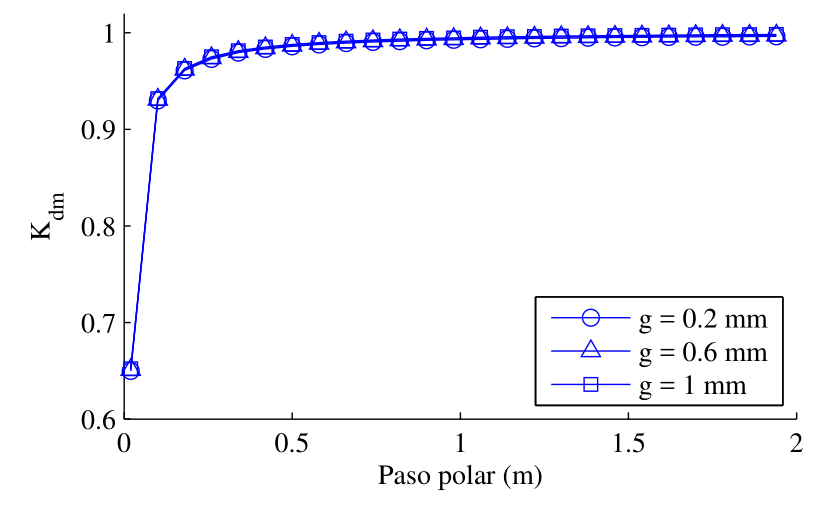 1
0.9
0.8
0.7
0.6
K_dm
0
0.5
1
1.5
2
Paso polar (m)
g = 0.2 mm
g = 0.6 mm
g = 1 mm